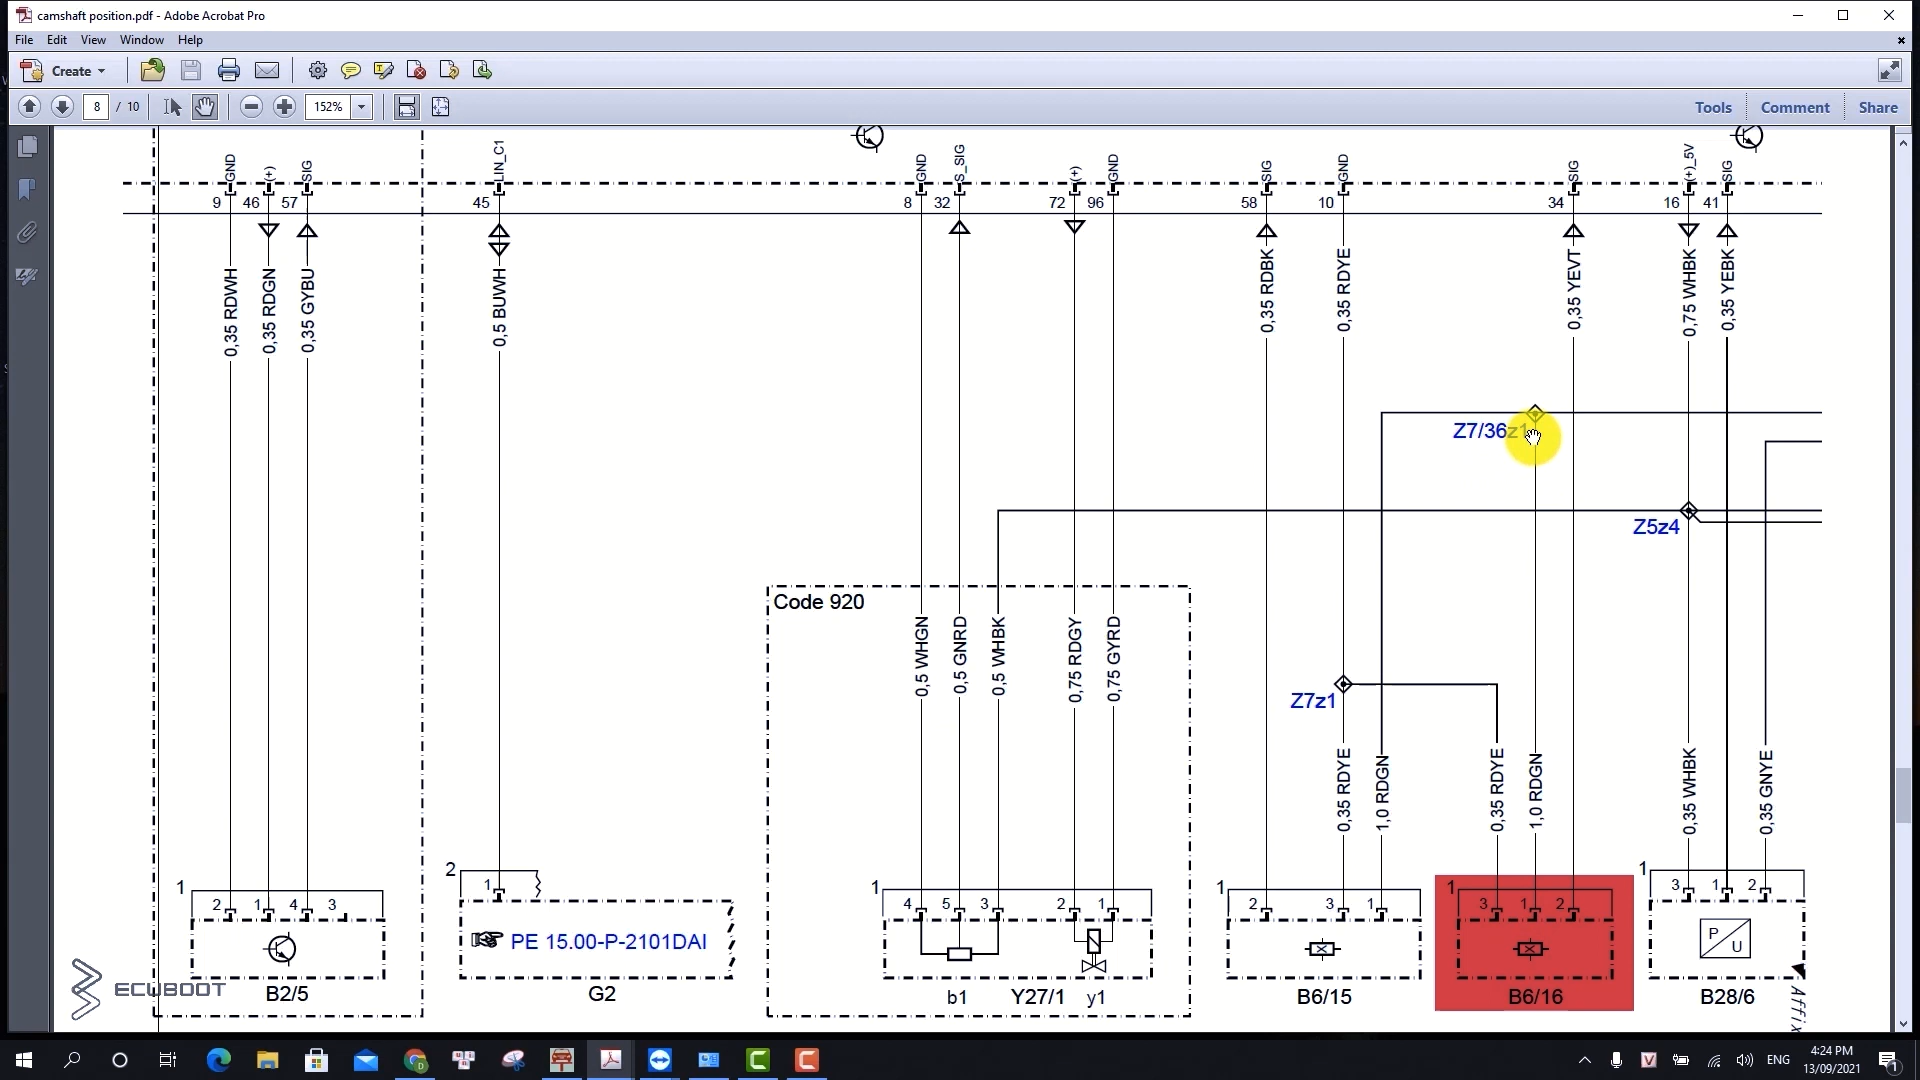 camshaft position.pdf - Adobe Acrobat Pro
File Edit View Window Help
Create
8 / 10 152% Tools Comment Share
GND (+) SIG LIN_C1 GND S_SIG (+) GND SIG GND SIG (+)_5V SIG
9 46 57 45 8 32 72 96 58 10 34 16 41
0,35 RDWH 0,35 RDGN 0,35 GYBU 0,5 BUWH 0,35 RDBK 0,35 RDYE 0,35 YEVT 0,75 WHBK 0,35 YEBK
Z7/36z1
Z5z4
Code 920
0,5 WHGN 0,5 GNRD 0,5 WHBK 0,75 RDGY 0,75 GYRD
Z7z1
0,35 RDYE 1,0 RDGN 0,35 RDYE 1,0 RDGN 0,35 WHBK 0,35 GNYE
1 2 1 1 1 1
2 1 4 3 1 4 5 3 2 1 2 3 1 3 1 2 3 1 2
PE 15.00-P-2101DAI P U
ECUBOOT B2/5 G2 b1 Y27/1 y1 B6/15 B6/16 B28/6
Affix
ENG 4:24 PM
13/09/2021 1